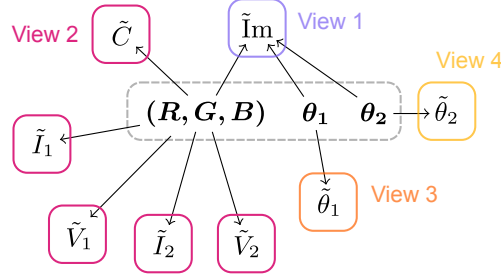 View 2
C̃
Ĩm
View 1
View 4
(R, G, B) θ₁ θ₂
θ̃₂
Ĩ₁
θ̃₁
View 3
Ṽ₁
Ĩ₂
Ṽ₂